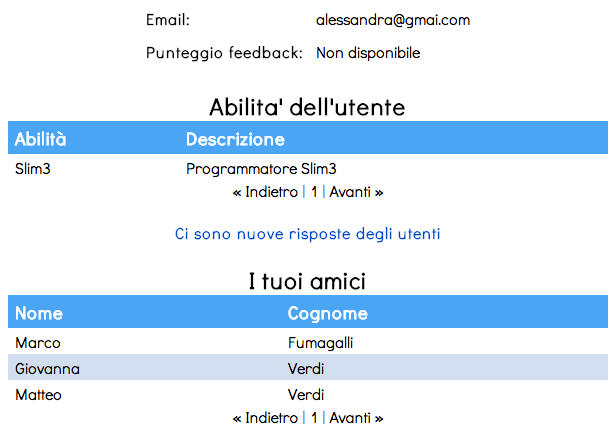 Email: alessandra@gmai.com
Punteggio feedback: Non disponibile
Abilita' dell'utente
Abilità Descrizione
Slim3 Programmatore Slim3
« Indietro | 1 | Avanti »
Ci sono nuove risposte degli utenti
I tuoi amici
Nome Cognome
Marco Fumagalli
Giovanna Verdi
Matteo Verdi
« Indietro | 1 | Avanti »